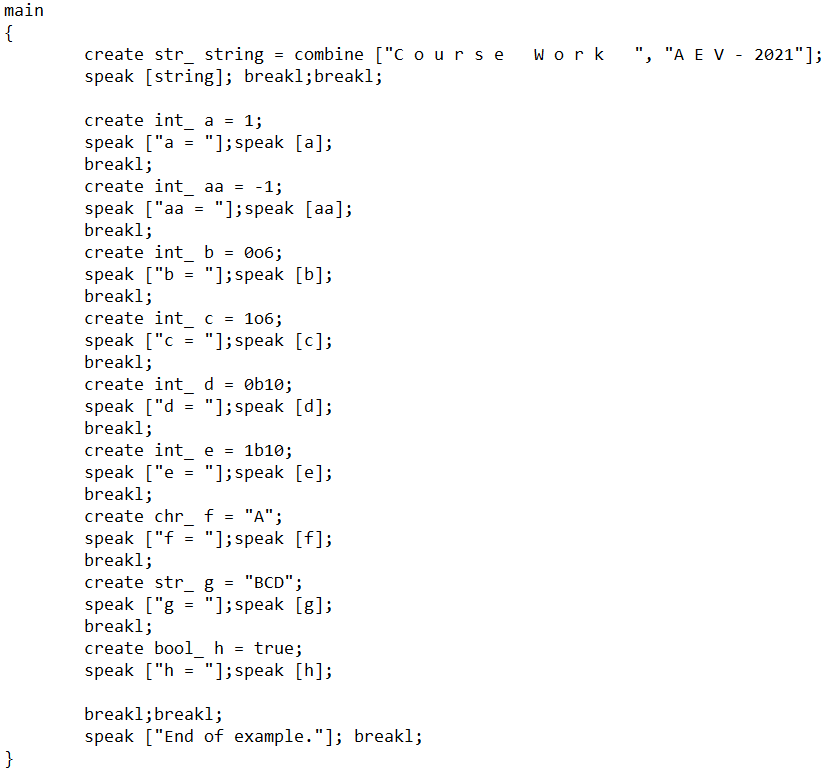 main
{
        create str_ string = combine ["C o u r s e   W o r k   ", "A E V - 2021"];
        speak [string]; breakl;breakl;

        create int_ a = 1;
        speak ["a = "];speak [a];
        breakl;
        create int_ aa = -1;
        speak ["aa = "];speak [aa];
        breakl;
        create int_ b = 0o6;
        speak ["b = "];speak [b];
        breakl;
        create int_ c = 1o6;
        speak ["c = "];speak [c];
        breakl;
        create int_ d = 0b10;
        speak ["d = "];speak [d];
        breakl;
        create int_ e = 1b10;
        speak ["e = "];speak [e];
        breakl;
        create chr_ f = "A";
        speak ["f = "];speak [f];
        breakl;
        create str_ g = "BCD";
        speak ["g = "];speak [g];
        breakl;
        create bool_ h = true;
        speak ["h = "];speak [h];

        breakl;breakl;
        speak ["End of example."]; breakl;
}